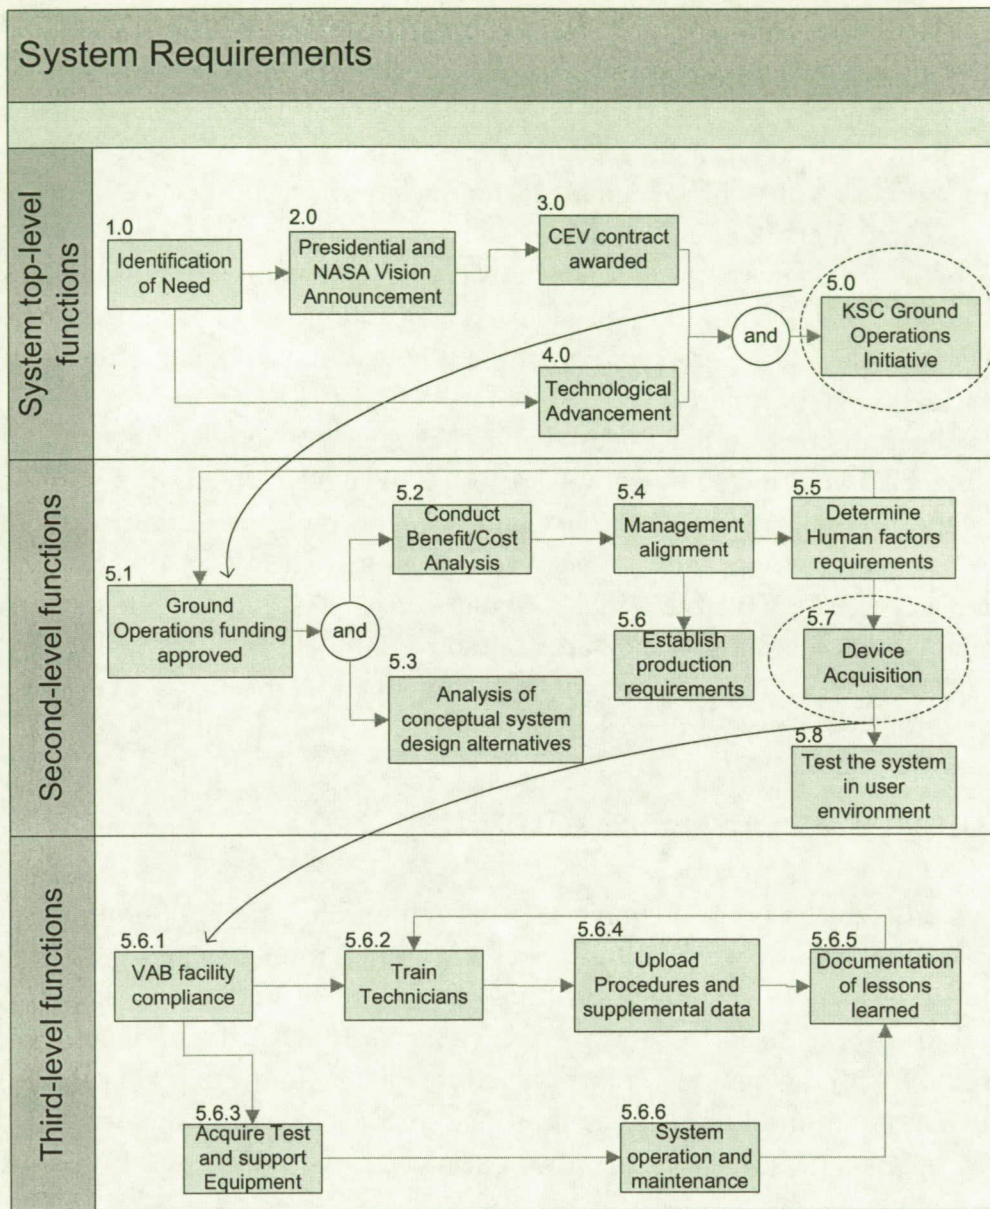 System Requirements
System top-level
functions
1.0
Identification
of Need
2.0
Presidential and
NASA Vision
Announcement
3.0
CEV contract
awarded
4.0
Technological
Advancement
and
5.0
KSC Ground
Operations
Initiative
Second-level functions
5.1
Ground
Operations funding
approved
and
5.2
Conduct
Benefit/Cost
Analysis
5.3
Analysis of
conceptual system
design alternatives
5.4
Management
alignment
5.5
Determine
Human factors
requirements
5.6
Establish
production
requirements
5.7
Device
Acquisition
5.8
Test the system
in user
environment
Third-level functions
5.6.1
VAB facility
compliance
5.6.2
Train
Technicians
5.6.4
Upload
Procedures and
supplemental data
5.6.5
Documentation
of lessons
learned
5.6.3
Acquire Test
and support
Equipment
5.6.6
System
operation and
maintenance